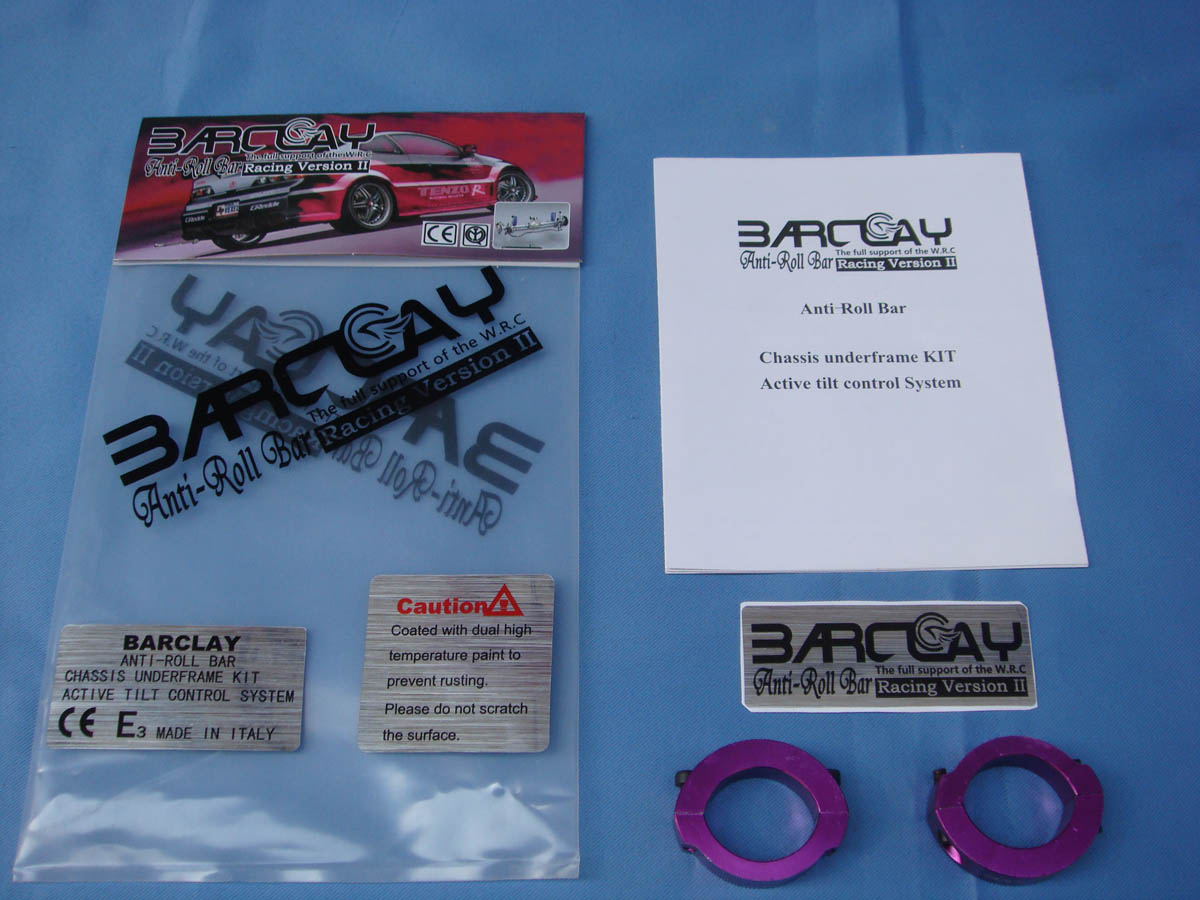 BARCLAY
The full support of the W.R.C
Anti-Roll Bar Racing Version II
TENZO R
GReddy
CE
BARCLAY
The full support of the W.R.C
Anti-Roll Bar Racing Version II
BARCLAY
ANTI-ROLL BAR
CHASSIS UNDERFRAME KIT
ACTIVE TILT CONTROL SYSTEM
CE E3 MADE IN ITALY
Caution
Coated with dual high
temperature paint to
prevent rusting.
Please do not scratch
the surface.
BARCLAY
The full support of the W.R.C
Anti-Roll Bar Racing Version II
Anti-Roll Bar
Chassis underframe KIT
Active tilt control System
BARCLAY
The full support of the W.R.C
Anti-Roll Bar Racing Version II